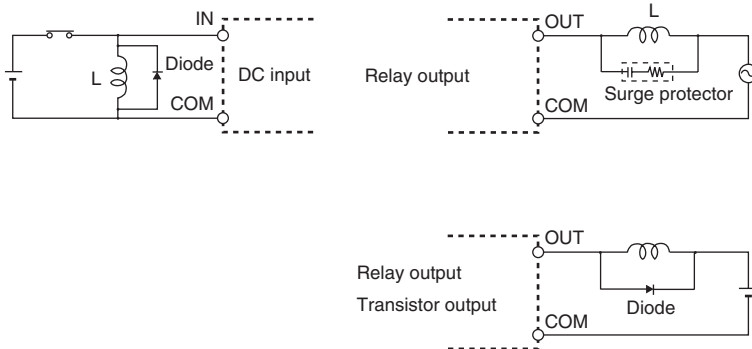 IN
L
Diode
DC input
COM
OUT
L
Relay output
Surge protector
COM
OUT
Relay output
Transistor output
Diode
COM